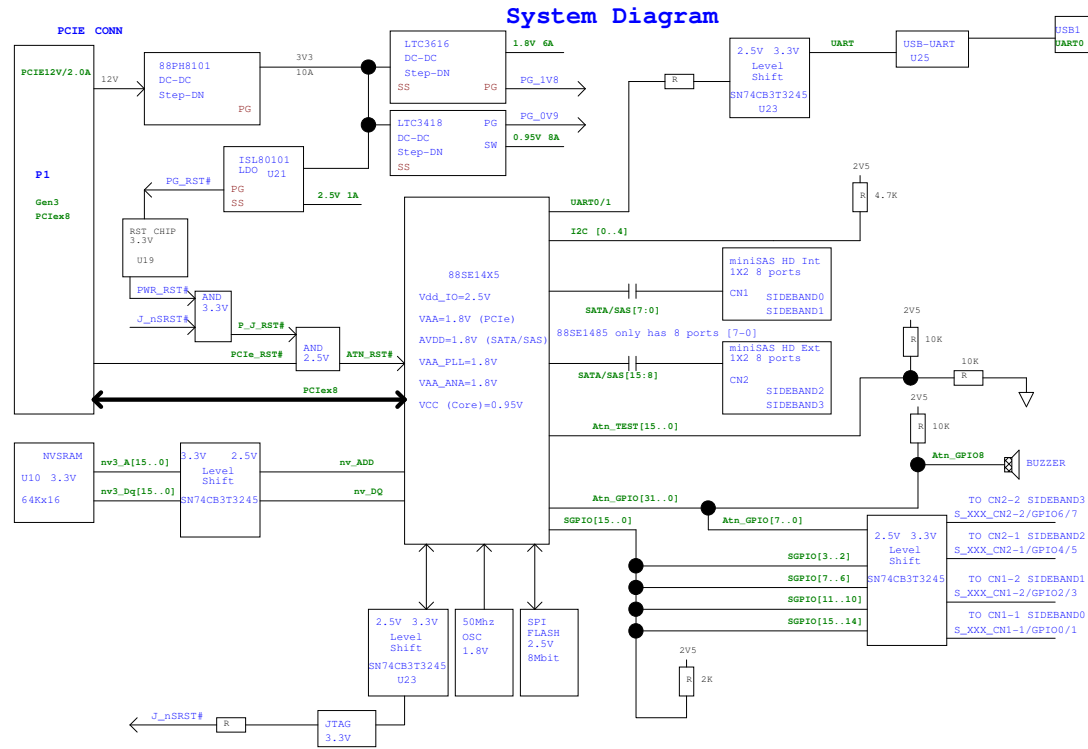 System Diagram
PCIE CONN
PCIE12V/2.0A
P1
Gen3
PCIex8
12V
88PH8101
DC-DC
Step-DN
PG
3V3
10A
LTC3616
DC-DC
Step-DN
SS PG
1.8V 6A
PG_1V8
LTC3418
DC-DC
Step-DN
SS
PG
SW
PG_0V9
0.95V 8A
ISL80101
LDO U21
PG
SS
2.5V 1A
PG_RST#
RST CHIP
3.3V
U19
PWR_RST#
J_nSRST#
AND
3.3V
P_J_RST#
PCIe_RST#
AND
2.5V
ATN_RST#
PCIex8
88SE14X5
Vdd_IO=2.5V
VAA=1.8V (PCIe)
AVDD=1.8V (SATA/SAS)
VAA_PLL=1.8V
VAA_ANA=1.8V
VCC (Core)=0.95V
UART0/1
I2C [0..4]
R
2.5V 3.3V
Level
Shift
SN74CB3T3245
U23
UART
USB-UART
U25
USB1
UART0
2V5
R 4.7K
SATA/SAS[7:0]
miniSAS HD Int
1X2 8 ports
CN1
SIDEBAND0
SIDEBAND1
88SE1485 only has 8 ports [7-0]
SATA/SAS[15:8]
miniSAS HD Ext
1X2 8 ports
CN2
SIDEBAND2
SIDEBAND3
2V5
R 10K
10K
R
Atn_TEST[15..0]
2V5
R 10K
Atn_GPIO8
BUZZER
NVSRAM
U10 3.3V
64Kx16
nv3_A[15..0]
nv3_Dq[15..0]
3.3V 2.5V
Level
Shift
SN74CB3T3245
nv_ADD
nv_DQ
Atn_GPIO[31..0]
SGPIO[15..0]
Atn_GPIO[7..0]
SGPIO[3..2]
SGPIO[7..6]
SGPIO[11..10]
SGPIO[15..14]
2.5V 3.3V
Level
Shift
SN74CB3T3245
TO CN2-2 SIDEBAND3
S_XXX_CN2-2/GPIO6/7
TO CN2-1 SIDEBAND2
S_XXX_CN2-1/GPIO4/5
TO CN1-2 SIDEBAND1
S_XXX_CN1-2/GPIO2/3
TO CN1-1 SIDEBAND0
S_XXX_CN1-1/GPIO0/1
2V5
R 2K
2.5V 3.3V
Level
Shift
SN74CB3T3245
U23
50Mhz
OSC
1.8V
SPI
FLASH
2.5V
8Mbit
J_nSRST#
R
JTAG
3.3V